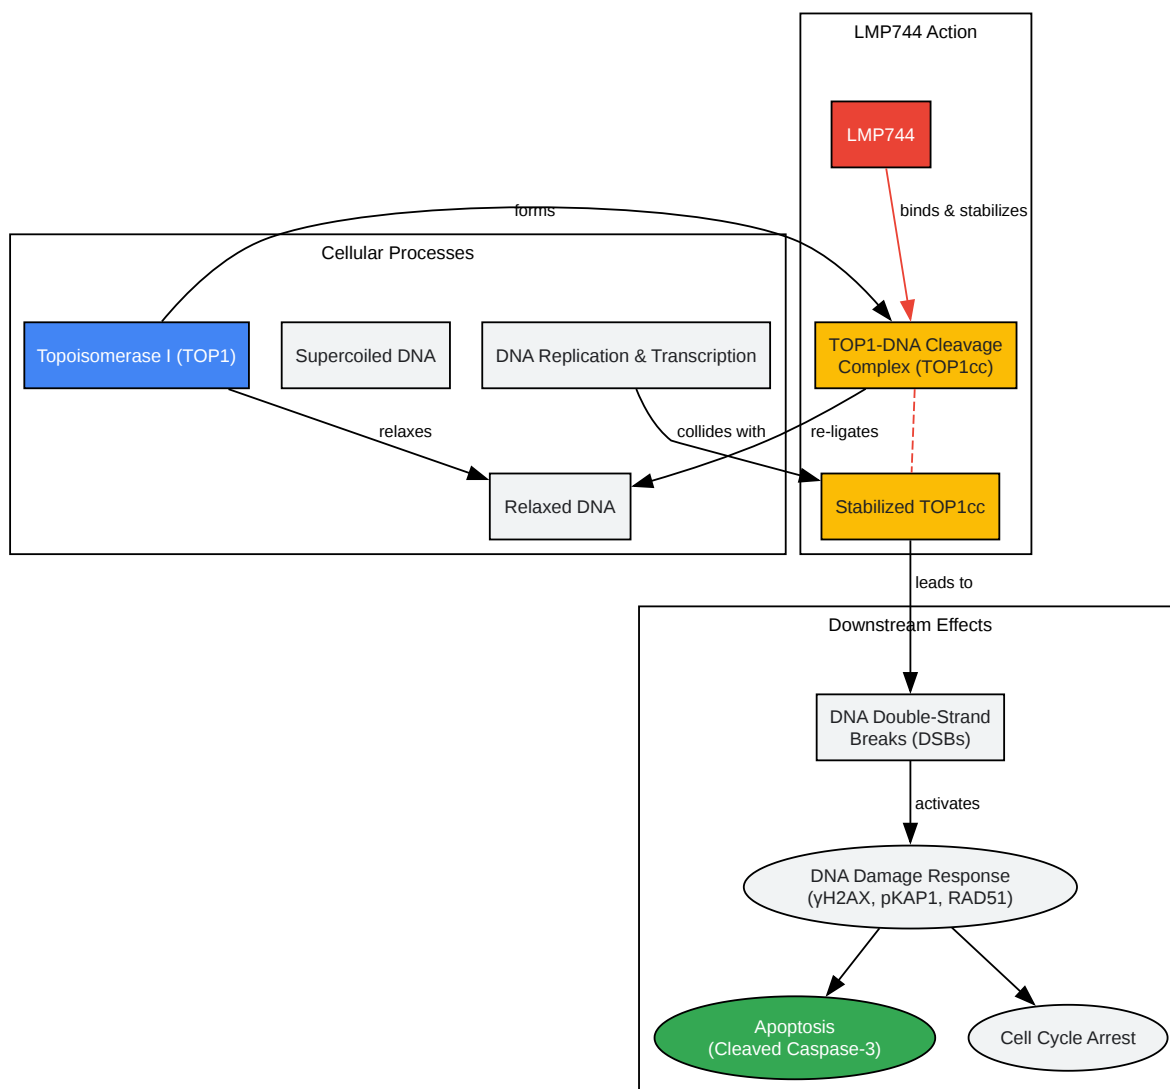 LMP744 Action
LMP744
binds & stabilizes
forms
Cellular Processes
Topoisomerase I (TOP1)
Supercoiled DNA
DNA Replication & Transcription
TOP1-DNA Cleavage
Complex (TOP1cc)
relaxes
collides with
re-ligates
Relaxed DNA
Stabilized TOP1cc
leads to
Downstream Effects
DNA Double-Strand
Breaks (DSBs)
activates
DNA Damage Response
(γH2AX, pKAP1, RAD51)
Apoptosis
(Cleaved Caspase-3)
Cell Cycle Arrest